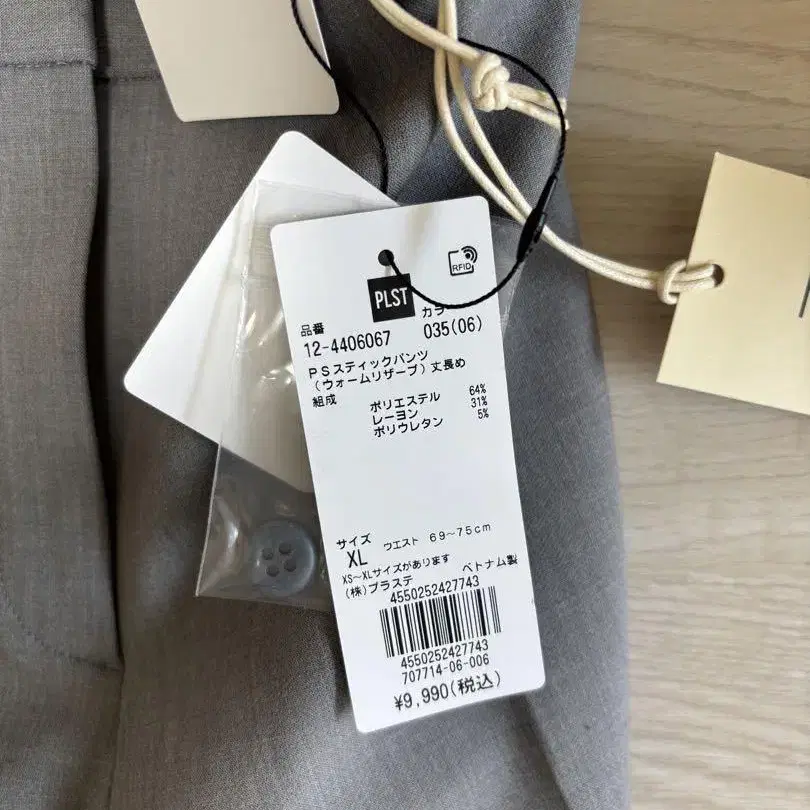 RFID
PLST
品番 カラー
12-4406067 035(06)
PSスティックパンツ
(ウォームリザーブ)丈長め
組成 ポリエステル 64%
レーヨン 31%
ポリウレタン 5%
サイズ
XL ウエスト 69~75cm
XS~XLサイズがあります
(株)プラステ ベトナム製
4550252427743
4550252427743
707714-06-006
¥9,990(税込)